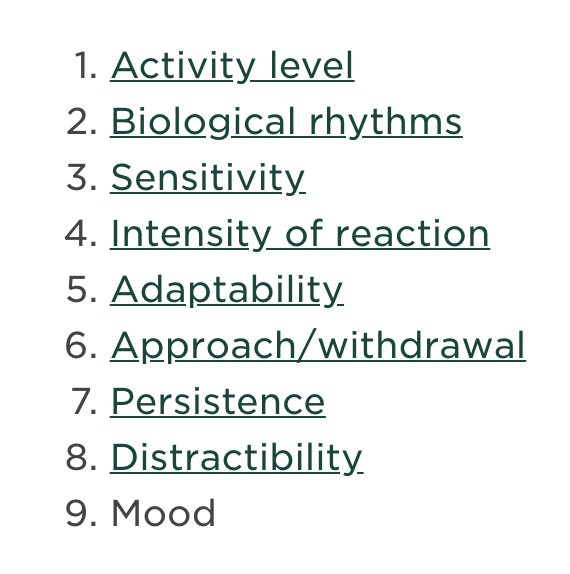 1. Activity level
2. Biological rhythms
3. Sensitivity
4. Intensity of reaction
5. Adaptability
6. Approach/withdrawal
7. Persistence
8. Distractibility
9. Mood